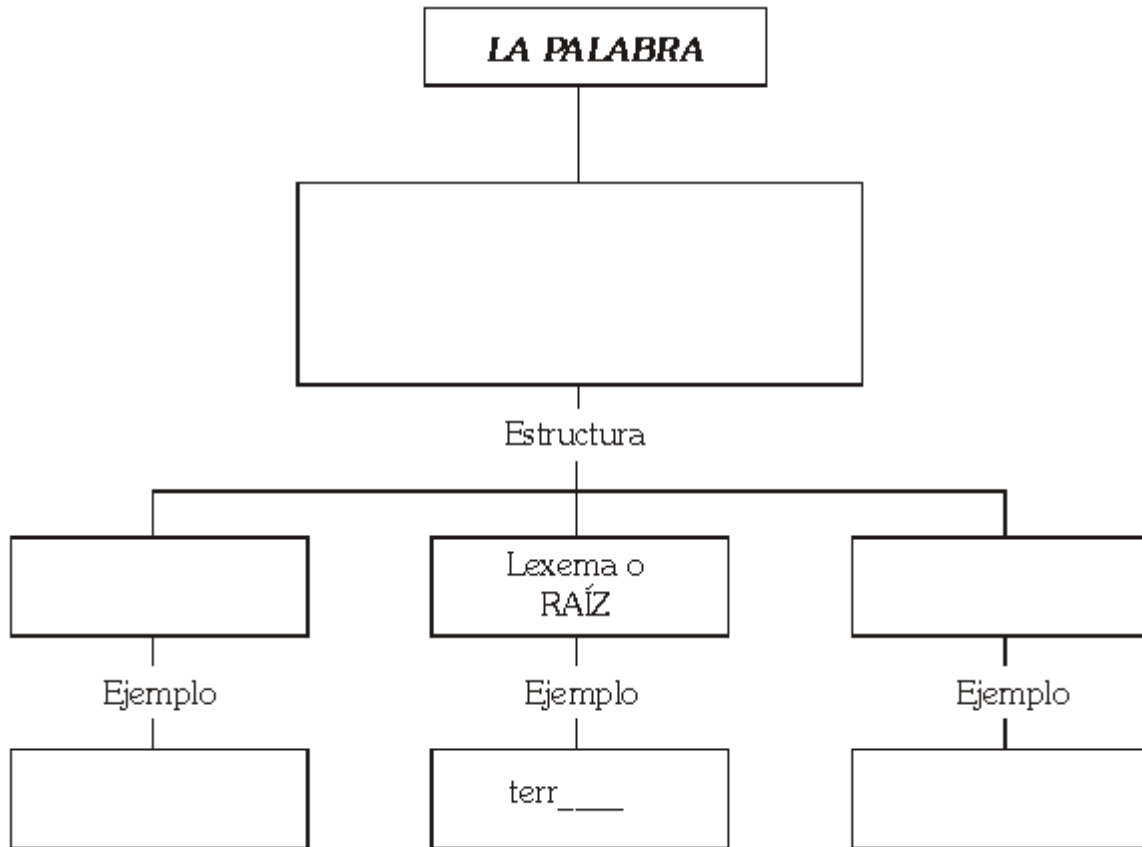 LA PALABRA
Estructura
Lexema o
RAÍZ
Ejemplo
Ejemplo
Ejemplo
terr____